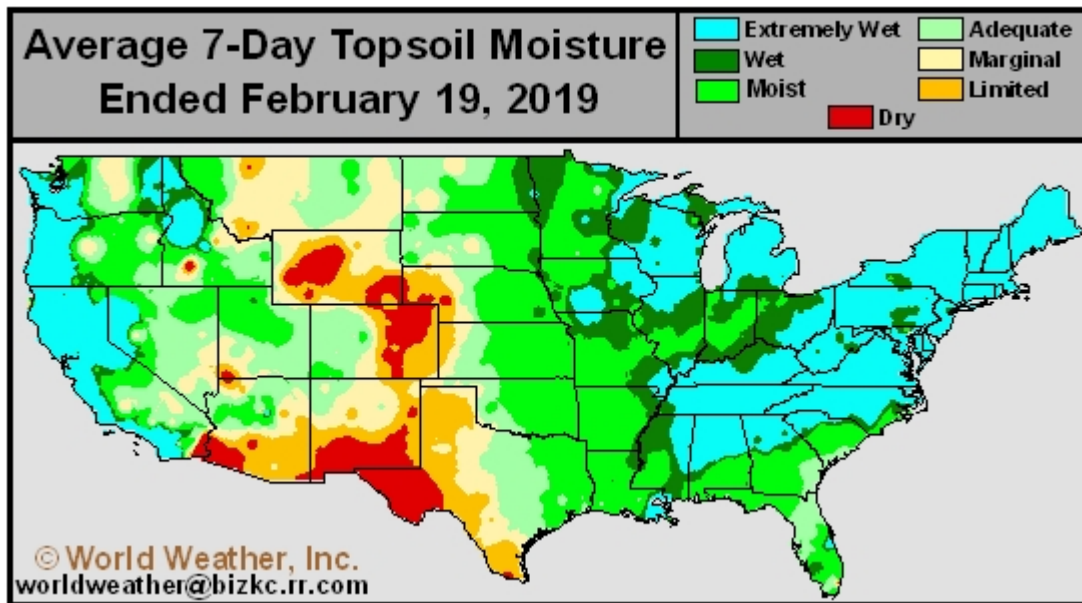 Average 7-Day Topsoil Moisture
Ended February 19, 2019
Extremely Wet
Wet
Moist
Adequate
Marginal
Limited
Dry
© World Weather, Inc.
worldweather@bizkc.rr.com